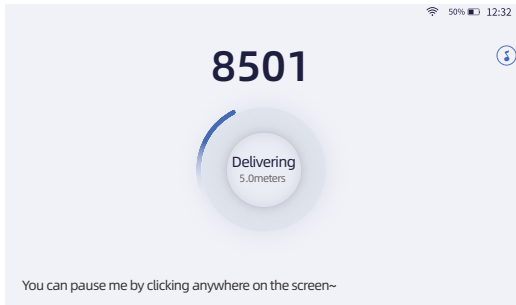 50% 12:32
8501
Delivering
5.0meters
You can pause me by clicking anywhere on the screen~